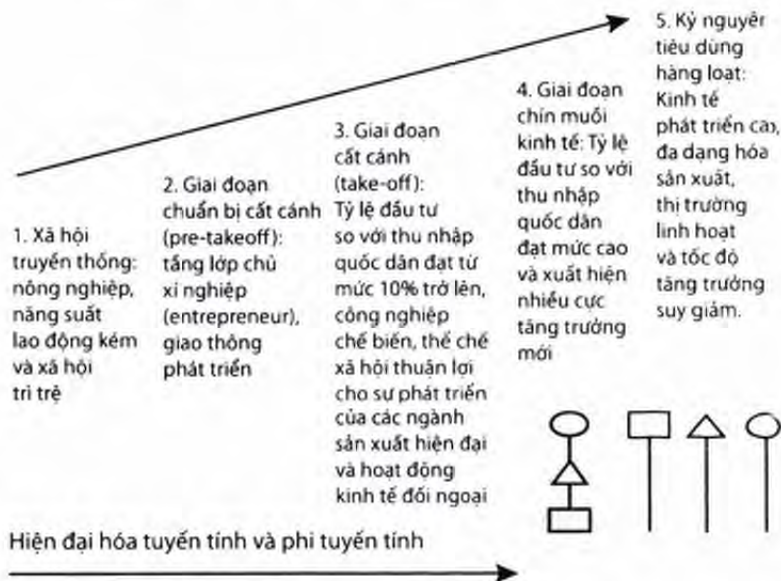 1. Xã hội
truyền thống:
nông nghiệp,
năng suất
lao động kém
và xã hội
trì trệ
2. Giai đoạn
chuẩn bị cất cánh
(pre-takeoff):
tầng lớp chủ
xí nghiệp
(entrepreneur),
giao thông
phát triển
3. Giai đoạn
cất cánh
(take-off):
Tỷ lệ đầu tư
so với thu nhập
quốc dân đạt từ
mức 10% trở lên,
công nghiệp
chế biến, thể chế
xã hội thuận lợi
cho sự phát triển
của các ngành
sản xuất hiện đại
và hoạt động
kinh tế đối ngoại
4. Giai đoạn
chín muồi
kinh tế: Tỷ lệ
đầu tư so với
thu nhập
quốc dân
đạt mức cao
và xuất hiện
nhiều cực
tăng trưởng
mới
5. Kỷ nguyên
tiêu dùng
hàng loạt:
Kinh tế
phát triển cao,
đa dạng hóa
sản xuất,
thị trường
linh hoạt
và tốc độ
tăng trưởng
suy giảm.
Hiện đại hóa tuyến tính và phi tuyến tính